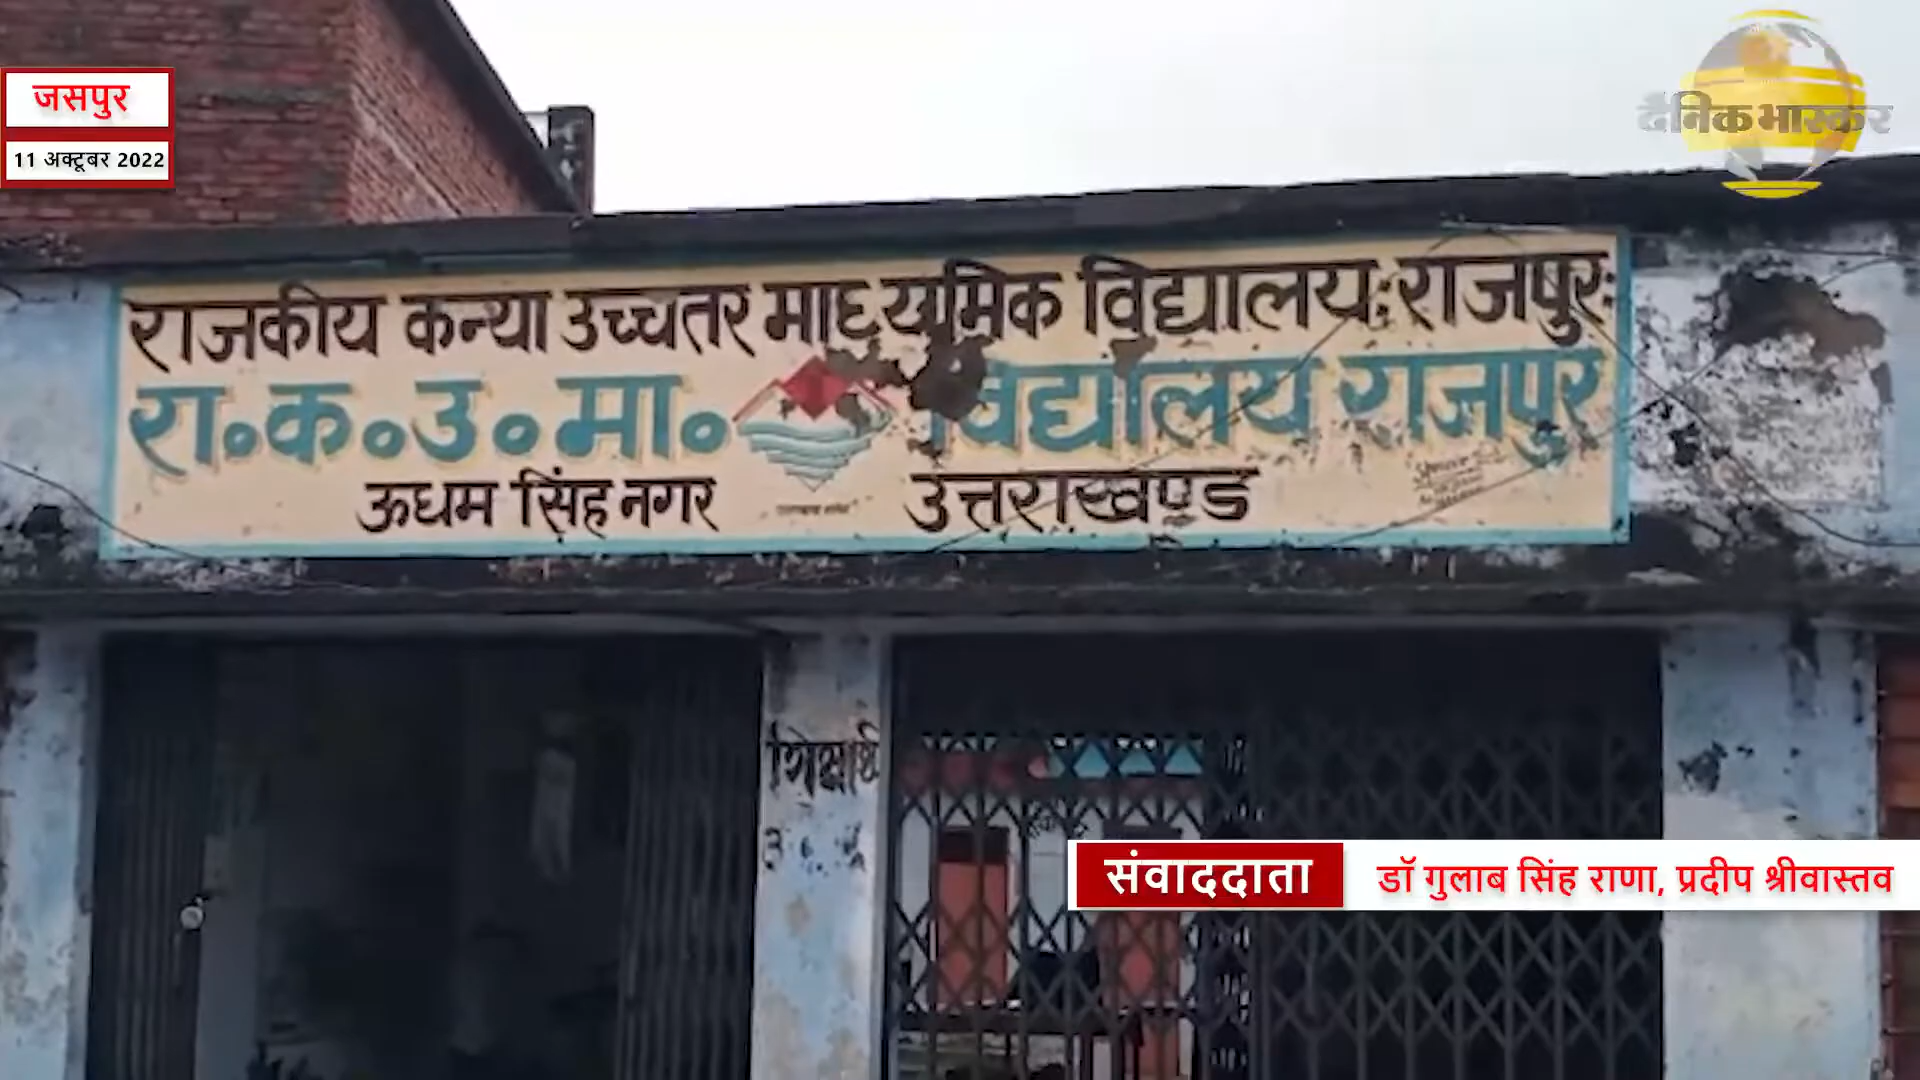 जसपुर
11 अक्टूबर 2022
दैनिक भास्कर
राजकीय कन्या उच्चतर माध्यमिक विद्यालयःराजपुरः
रा॰क॰उ॰मा॰ विद्यालय राजपुर
ऊधम सिंह नगर उत्तराखण्ड
संवाददाता डॉ गुलाब सिंह राणा, प्रदीप श्रीवास्तव